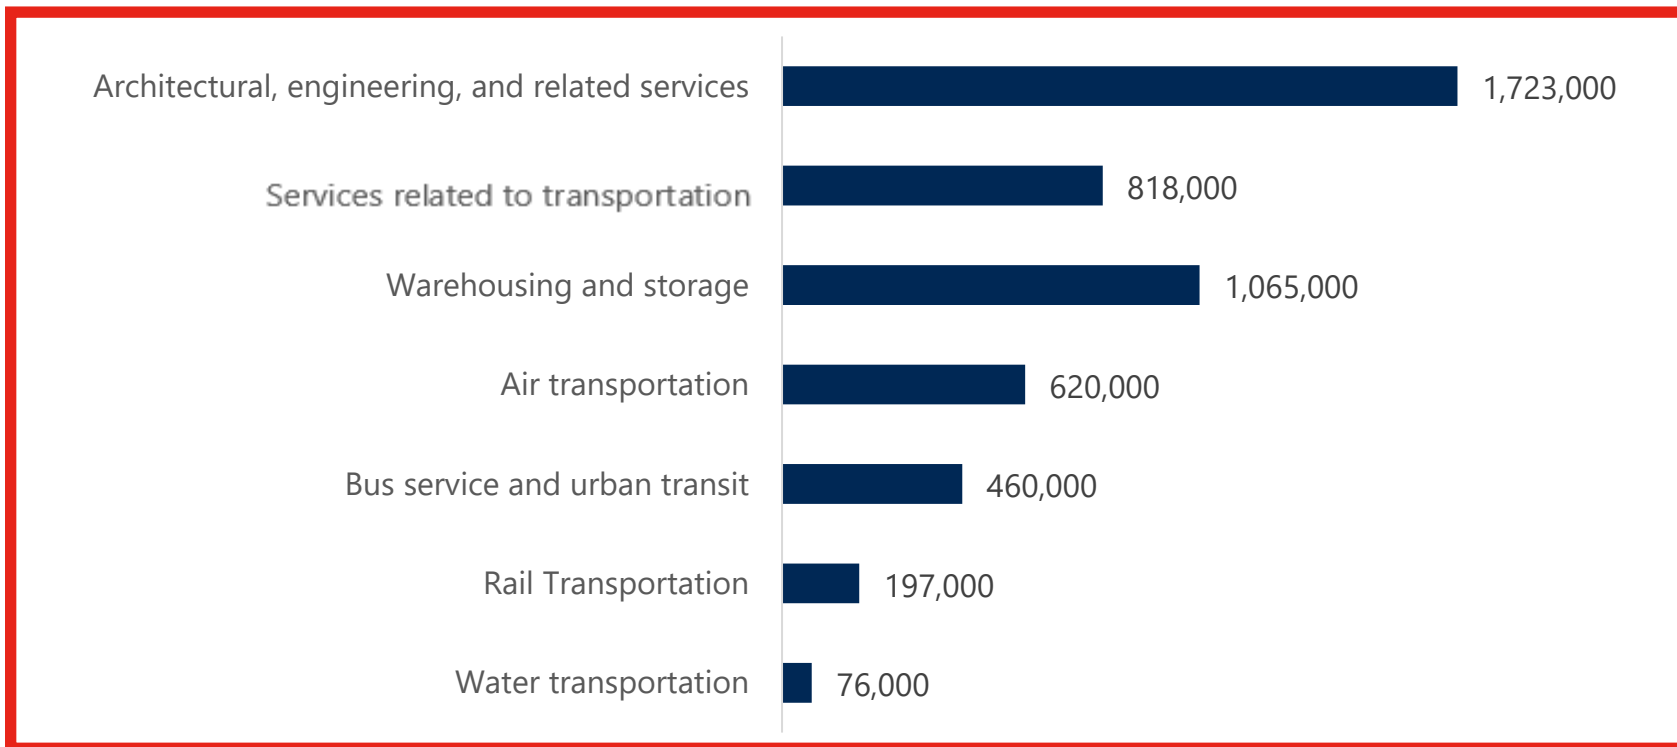 Architectural, engineering, and related services 1,723,000
Services related to transportation 818,000
Warehousing and storage 1,065,000
Air transportation 620,000
Bus service and urban transit 460,000
Rail Transportation 197,000
Water transportation 76,000